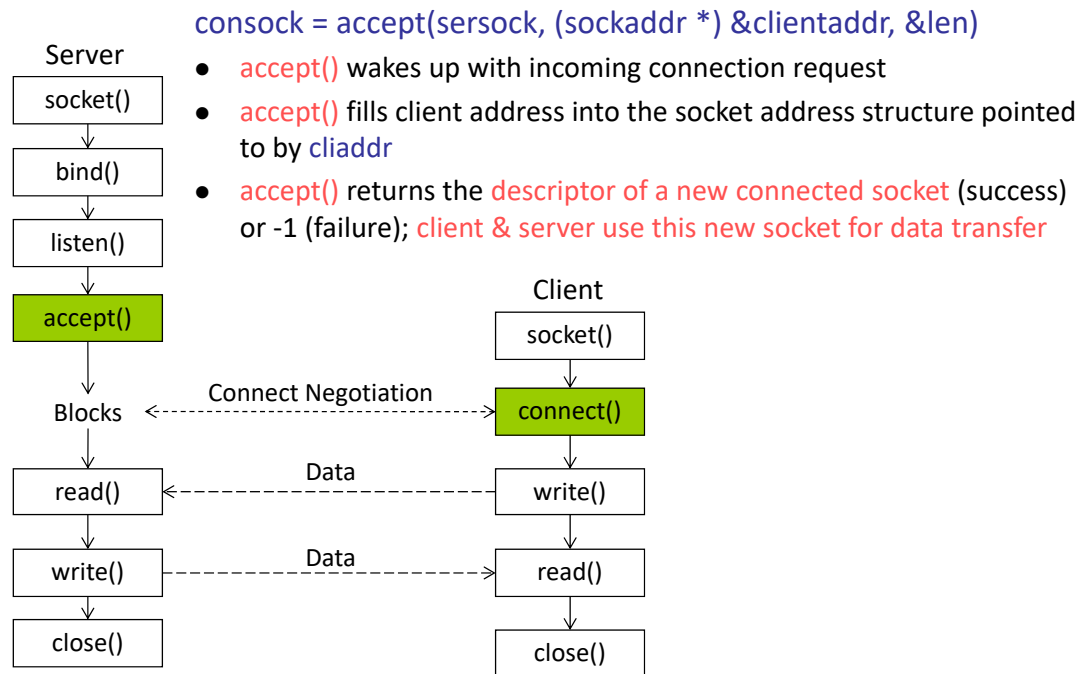 consock = accept(sersock, (sockaddr *) &clientaddr, &len)
● accept() wakes up with incoming connection request
● accept() fills client address into the socket address structure pointed
to by cliaddr
● accept() returns the descriptor of a new connected socket (success)
or -1 (failure); client & server use this new socket for data transfer
Server
socket()
bind()
listen()
accept()
Blocks
read()
write()
close()
Connect Negotiation
Data
Data
Client
socket()
connect()
write()
read()
close()